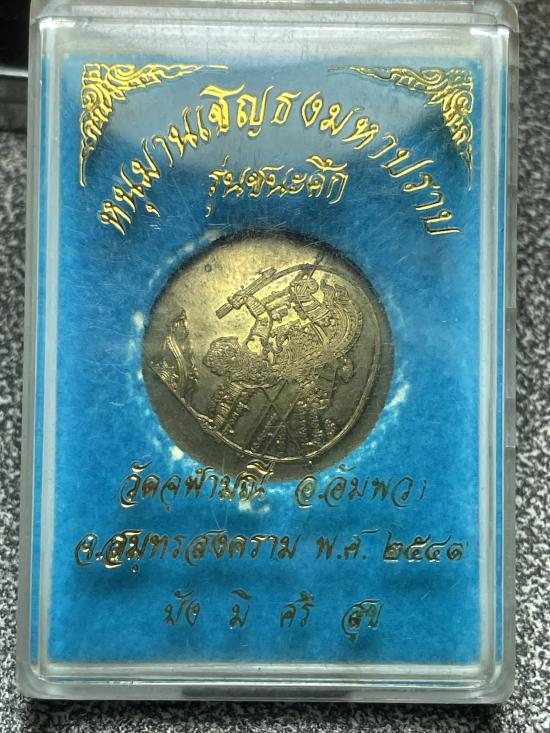 หนุมานเชิญธงมหาปราบ
รุ่นชนะศึก
วัดจุฬามณี อ.อัมพวา
จ.สมุทรสงคราม พ.ศ. ๒๕๔๑
มั่ง มี ศรี สุข